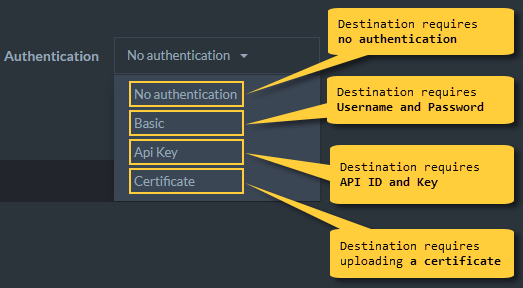 Authentication
No authentication
No authentication
Basic
Api Key
Certificate
Destination requires
no authentication
Destination requires
Username and Password
Destination requires
API ID and Key
Destination requires
uploading a certificate